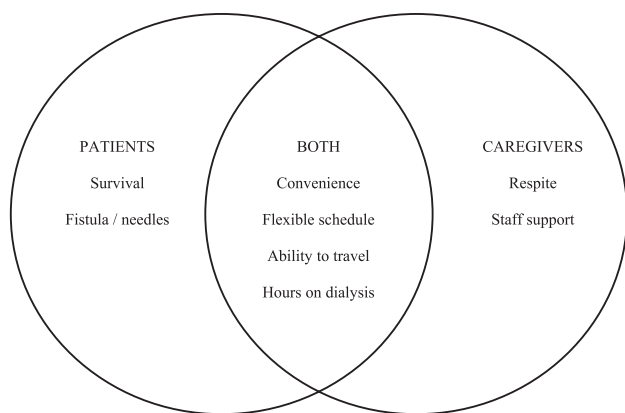 PATIENTS
Survival
Fistula / needles
BOTH
Convenience
Flexible schedule
Ability to travel
Hours on dialysis
CAREGIVERS
Respite
Staff support